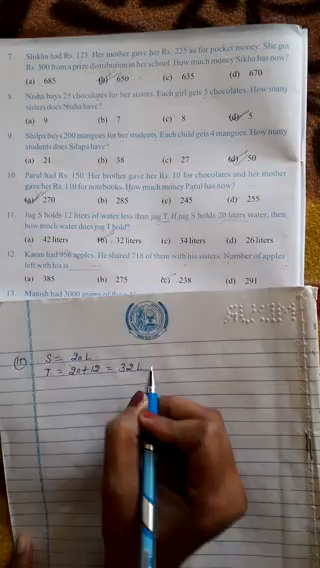 7. Shikha had Rs. 125. Her mother gave her Rs. 225 as for pocket money. She got
Rs. 300 from a prize distribution in her school. How much money Sikha has now?
(a) 685 (b) 650 (c) 635 (d) 670
8. Nisha buys 25 chocolates for her sisters. Each girl gets 5 chocolates. How many
sisters does Nisha have?
(a) 9 (b) 7 (c) 8 (d) 5
9. Shilpa buys 200 mangoes for her students. Each child gets 4 mangoes. How many
students does Silapa have?
(a) 21 (b) 38 (c) 27 (d) 50
10. Parul had Rs. 150. Her brother gave her Rs. 10 for chocolates and her mother
gave her Rs. 110 for notebooks. How much money Parul has now?
(a) 270 (b) 285 (c) 245 (d) 255
11. Jug S holds 12 liters of water less than jug T. If jug S holds 20 liters water, then
how much water does jug T hold?
(a) 42 liters (b) 32 liters (c) 34 liters (d) 26 liters
12. Karan had 956 apples. He shared 718 of them with his sisters. Number of apples
left with his is
(a) 385 (b) 275 (c) 238 (d) 291
13. Manish had 3000 grams of
S = 20 L
T = 20+12 = 32 L